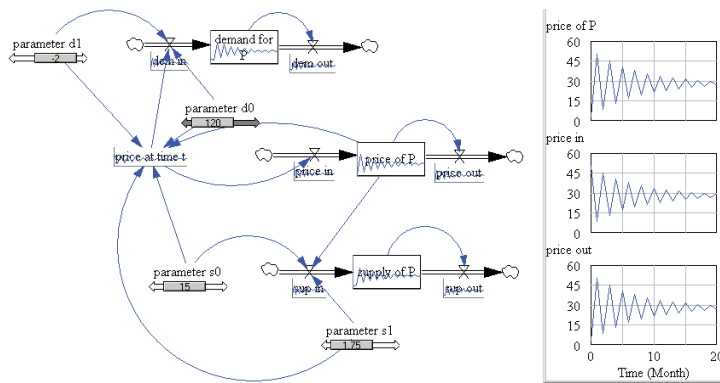 parameter d1
-2
dem in
demand for
P
dem out
parameter d0
120
price at time t
price in
price of P
price out
parameter s0
15
sup in
supply of P
sup out
parameter s1
1.75
price of P
60
45
30
15
0
price in
60
45
30
15
0
price out
60
45
30
15
0
0
10
20
Time (Month)